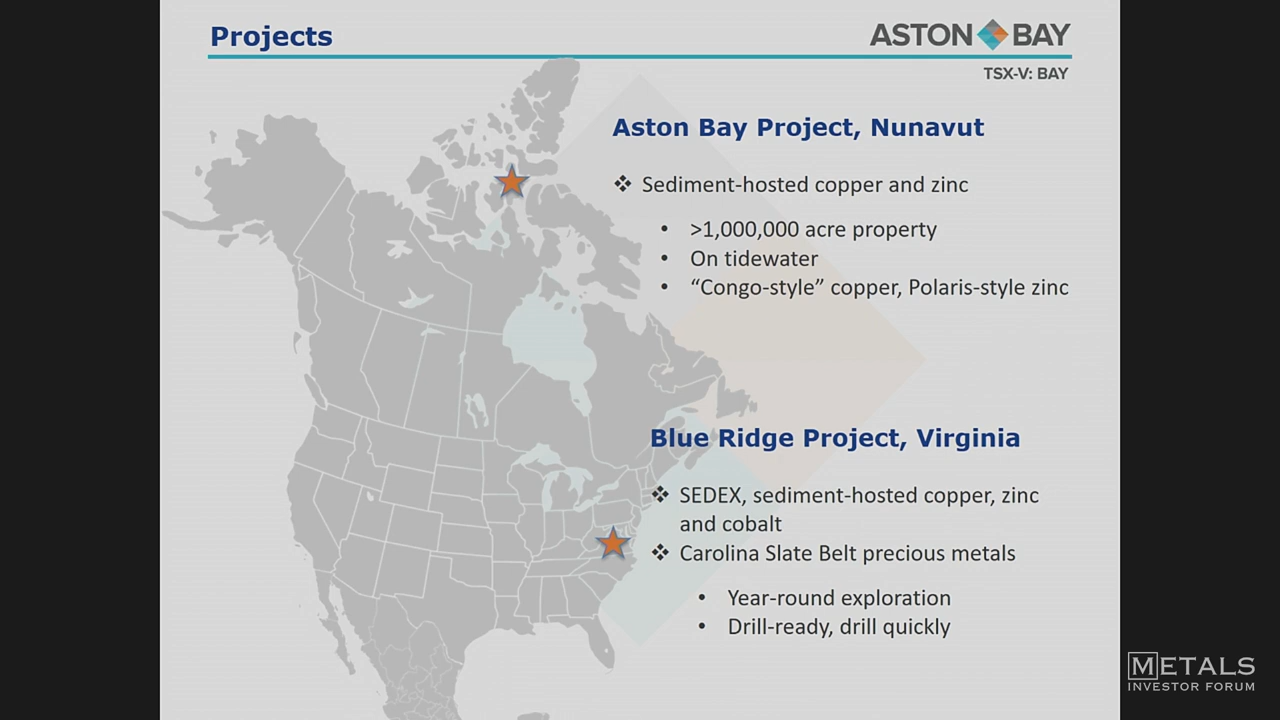 Projects
ASTON BAY
TSX-V: BAY
Aston Bay Project, Nunavut
❖ Sediment-hosted copper and zinc
• >1,000,000 acre property
• On tidewater
• “Congo-style” copper, Polaris-style zinc
Blue Ridge Project, Virginia
❖ SEDEX, sediment-hosted copper, zinc
and cobalt
❖ Carolina Slate Belt precious metals
• Year-round exploration
• Drill-ready, drill quickly
METALS
INVESTOR FORUM